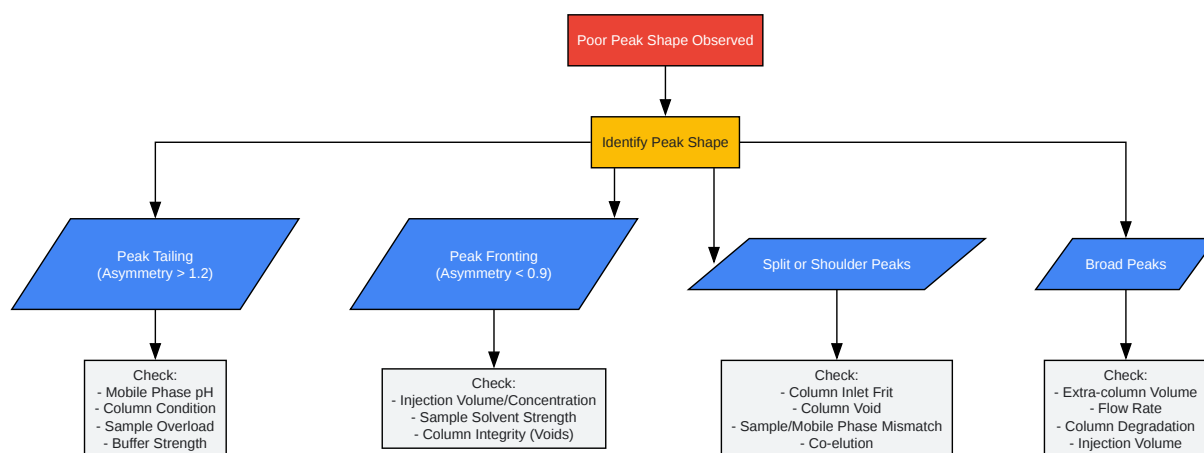 Poor Peak Shape Observed
Identify Peak Shape
Peak Tailing
(Asymmetry > 1.2)
Peak Fronting
(Asymmetry < 0.9)
Split or Shoulder Peaks
Broad Peaks
Check:
- Mobile Phase pH
- Column Condition
- Sample Overload
- Buffer Strength
Check:
- Injection Volume/Concentration
- Sample Solvent Strength
- Column Integrity (Voids)
Check:
- Column Inlet Frit
- Column Void
- Sample/Mobile Phase Mismatch
- Co-elution
Check:
- Extra-column Volume
- Flow Rate
- Column Degradation
- Injection Volume